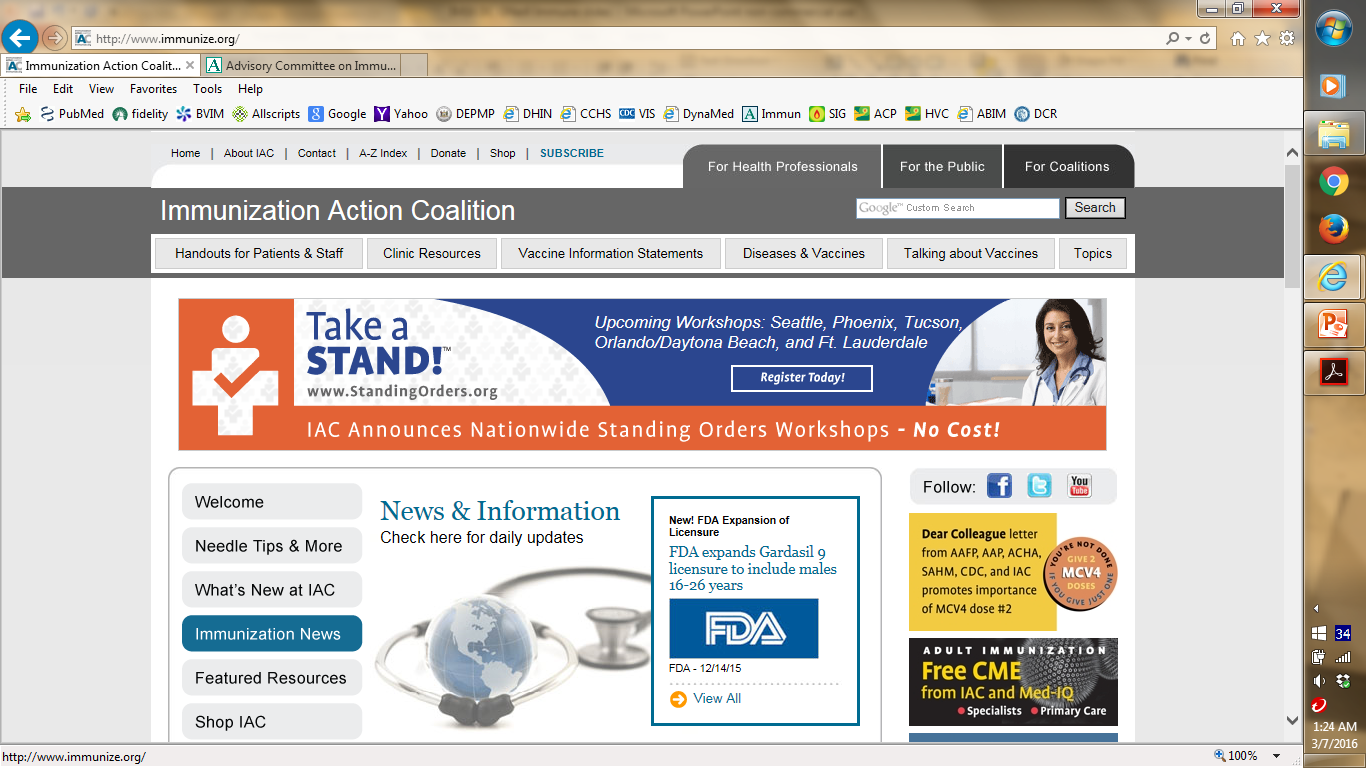 http://www.immunize.org/
Immunization Action Coalit...
Advisory Committee on Immu...
File Edit View Favorites Tools Help
PubMed fidelity BVIM Allscripts Google Yahoo DEPMP DHIN CCHS CDC VIS DynaMed Immun SIG ACP HVC ABIM DCR
Home | About IAC | Contact | A-Z Index | Donate | Shop | SUBSCRIBE
For Health Professionals For the Public For Coalitions
Immunization Action Coalition
Google™ Custom Search Search
Handouts for Patients & Staff Clinic Resources Vaccine Information Statements Diseases & Vaccines Talking about Vaccines Topics
Take a
STAND!™
www.StandingOrders.org
Upcoming Workshops: Seattle, Phoenix, Tucson,
Orlando/Daytona Beach, and Ft. Lauderdale
Register Today!
IAC Announces Nationwide Standing Orders Workshops - No Cost!
Welcome
Needle Tips & More
What's New at IAC
Immunization News
Featured Resources
Shop IAC
News & Information
Check here for daily updates
New! FDA Expansion of
Licensure
FDA expands Gardasil 9
licensure to include males
16-26 years
FDA
FDA - 12/14/15
View All
Follow: You Tube
Dear Colleague letter
from AAFP, AAP, ACHA,
SAHM, CDC, and IAC
promotes importance
of MCV4 dose #2
YOU'RE NOT DONE
GIVE 2
MCV4
DOSES
IF YOU GIVE JUST ONE
ADULT IMMUNIZATION
Free CME
from IAC and Med-IQ
Specialists Primary Care
http://www.immunize.org/
100%
34
1:24 AM
3/7/2016